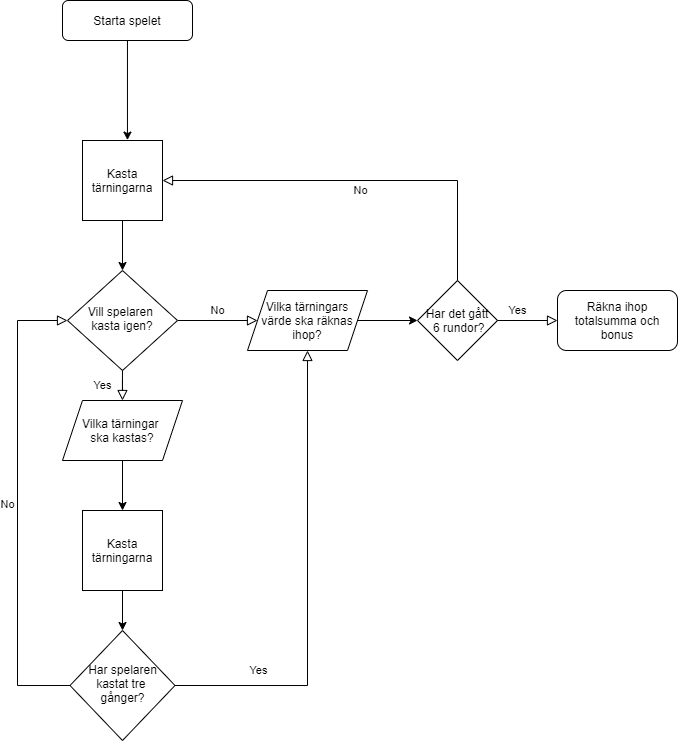 Starta spelet
Kasta
tärningarna
No
Vill spelaren
kasta igen?
No
Vilka tärningars
värde ska räknas
ihop?
Har det gått
6 rundor?
Yes
Räkna ihop
totalsumma och
bonus
Yes
Vilka tärningar
ska kastas?
No
Kasta
tärningarna
Har spelaren
kastat tre
gånger?
Yes